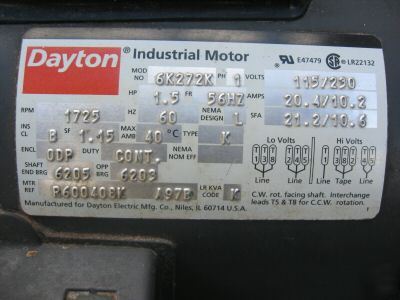 Dayton® Industrial Motor
E47479 LR22132
MOD NO 6K272K PH 1 VOLTS 115/230
HP 1.5 FR 56HZ AMPS 20.4/10.2
RPM 1725 HZ 60 NEMA DESIGN L SFA 21.2/10.6
INS CL B SF 1.15 MAX AMB 40 °C TYPE K
ENCL ODP DUTY CONT. NEMA NOM EFF
SHAFT END BRG 6205 OPP BRG 6203
MTR REF A97B LR KVA CODE K
Lo Volts Hi Volts
Line Line Line Tape Line
C.W. rot. facing shaft. Interchange
leads T5 & T8 for C.C.W. rotation.
Manufactured for Dayton Electric Mfg. Co., Niles, IL 60714 U.S.A.